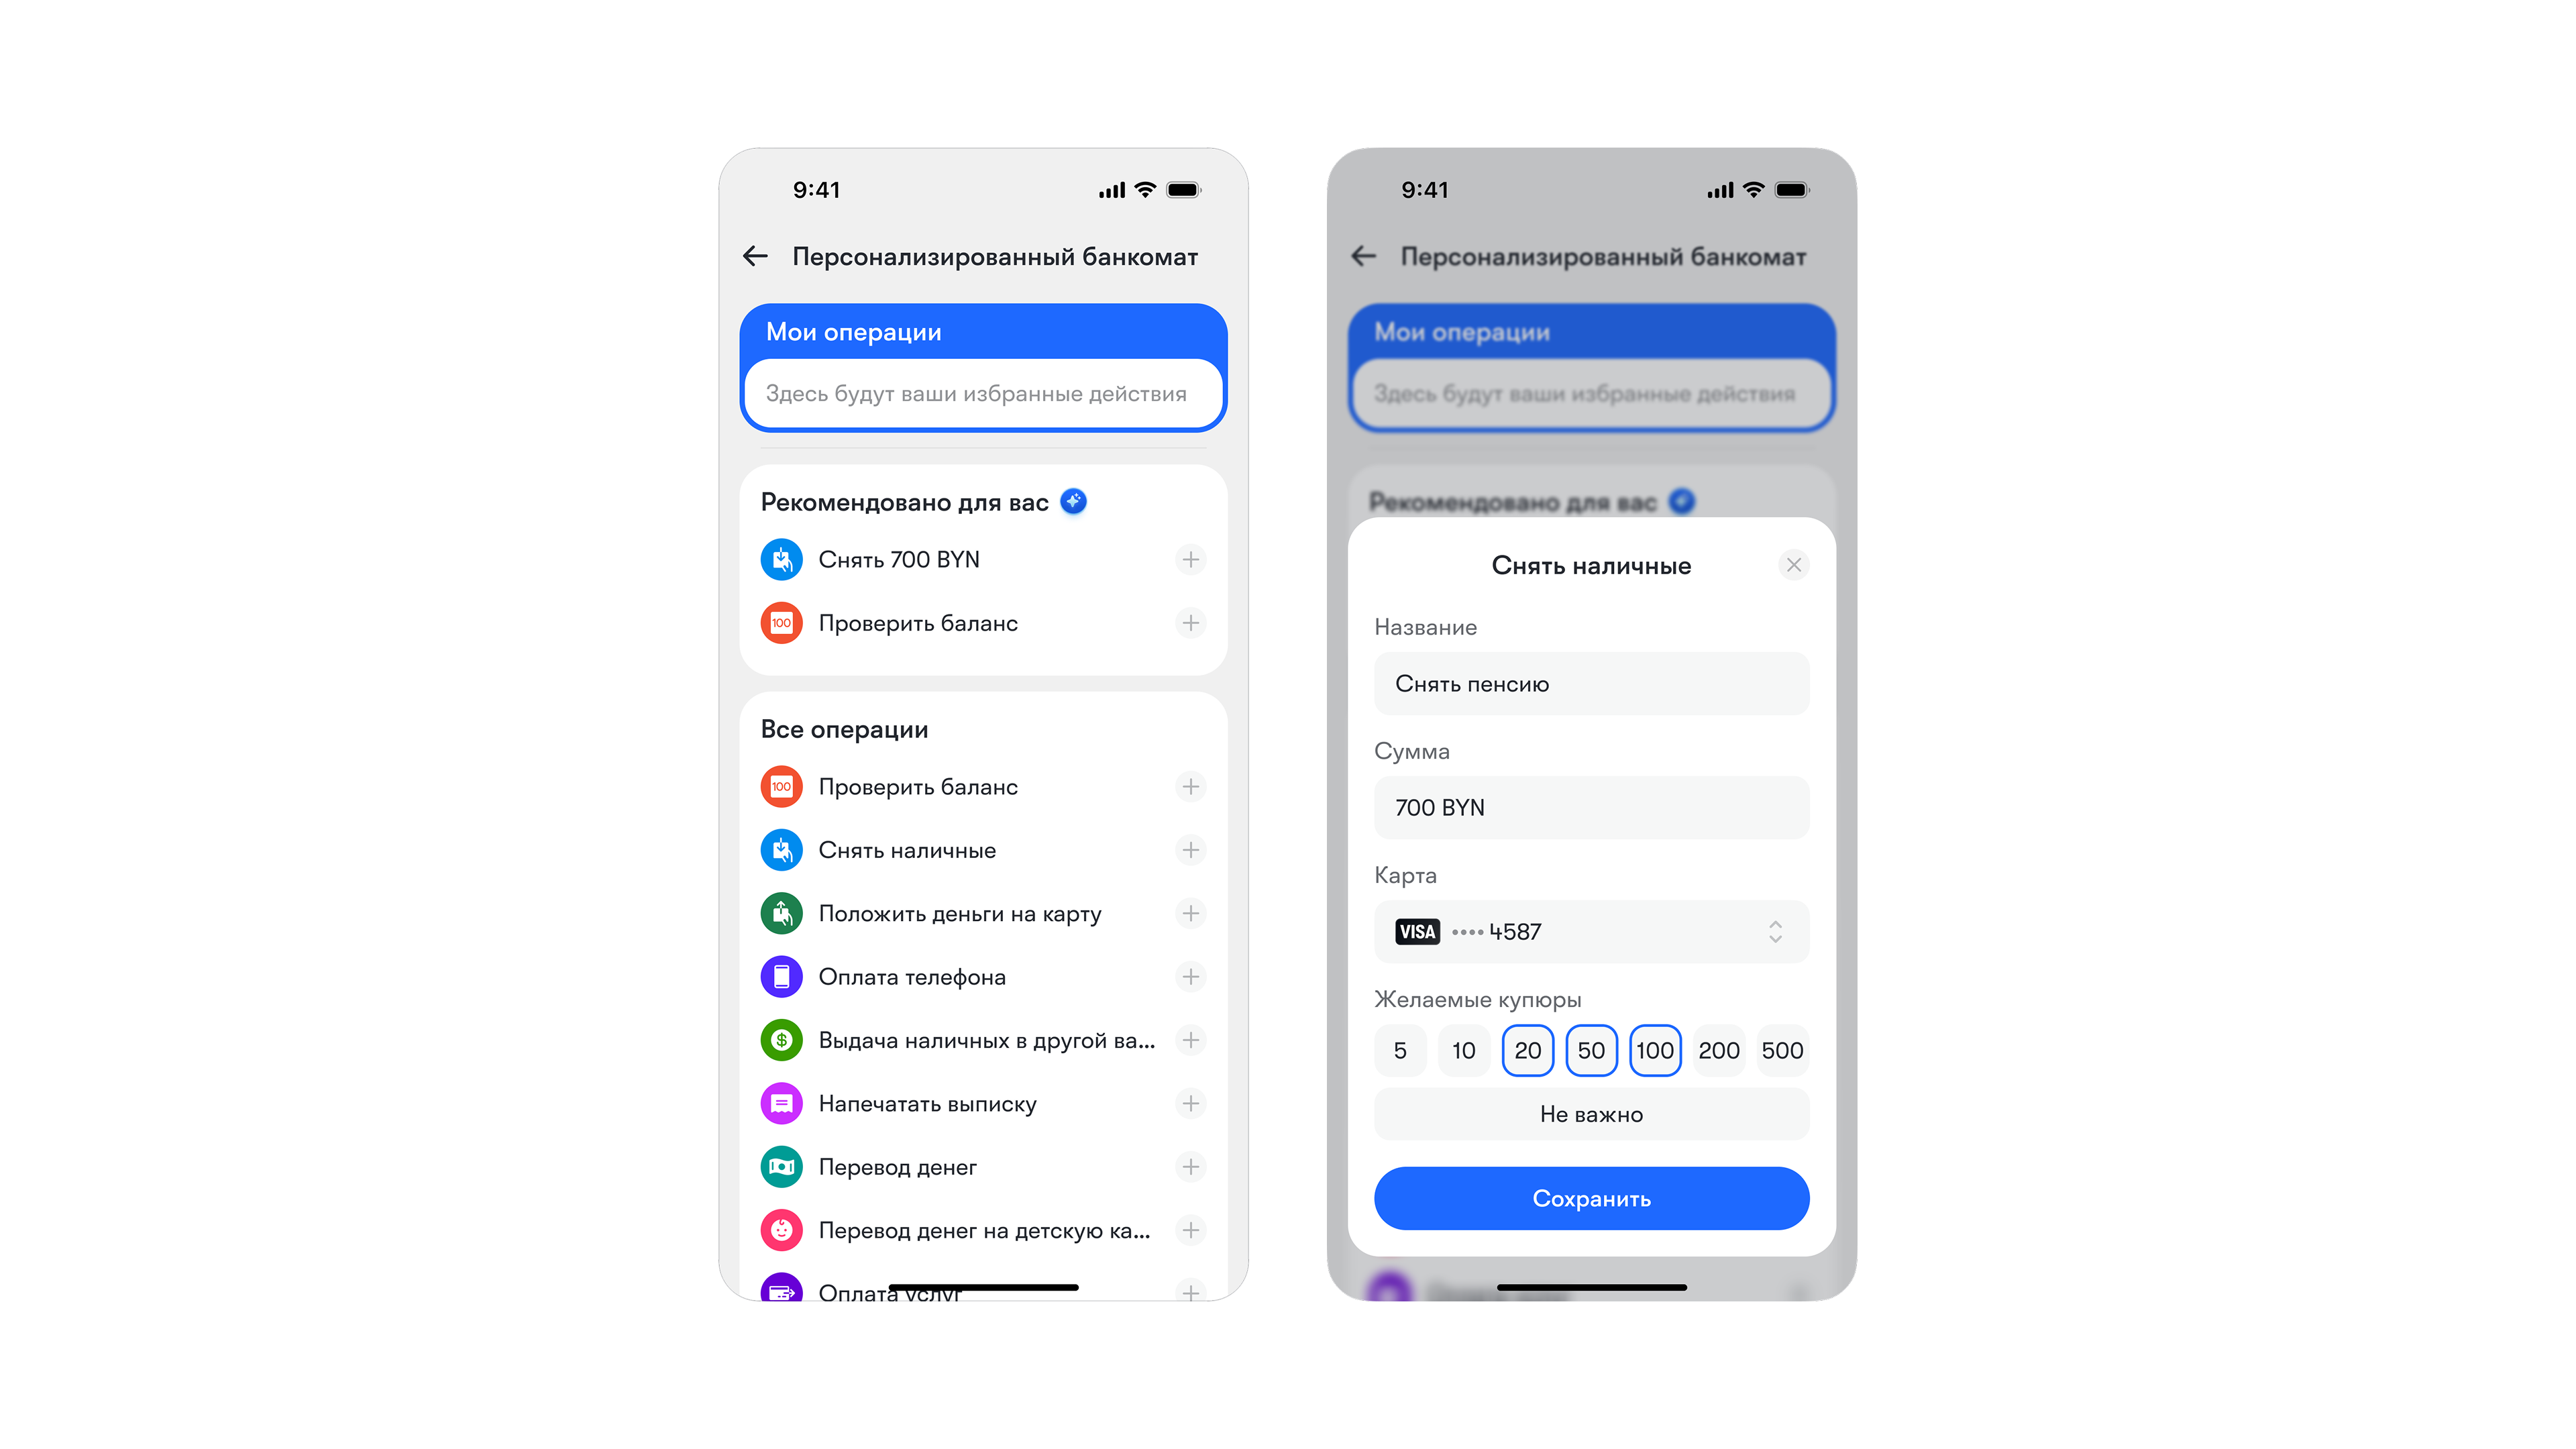 9:41
Персонализированный банкомат
Мои операции
Здесь будут ваши избранные действия
Рекомендовано для вас
Снять 700 BYN
100
Проверить баланс
Все операции
100
Проверить баланс
Снять наличные
Положить деньги на карту
Оплата телефона
$
Выдача наличных в другой ва...
Напечатать выписку
Перевод денег
Перевод денег на детскую ка...
Оплата услуг
9:41
Персонализированный банкомат
Мои операции
Здесь будут ваши избранные действия
Рекомендовано для вас
Снять наличные
Название
Снять пенсию
Сумма
700 BYN
Карта
VISA •••• 4587
Желаемые купюры
5 10 20 50 100 200 500
Не важно
Сохранить